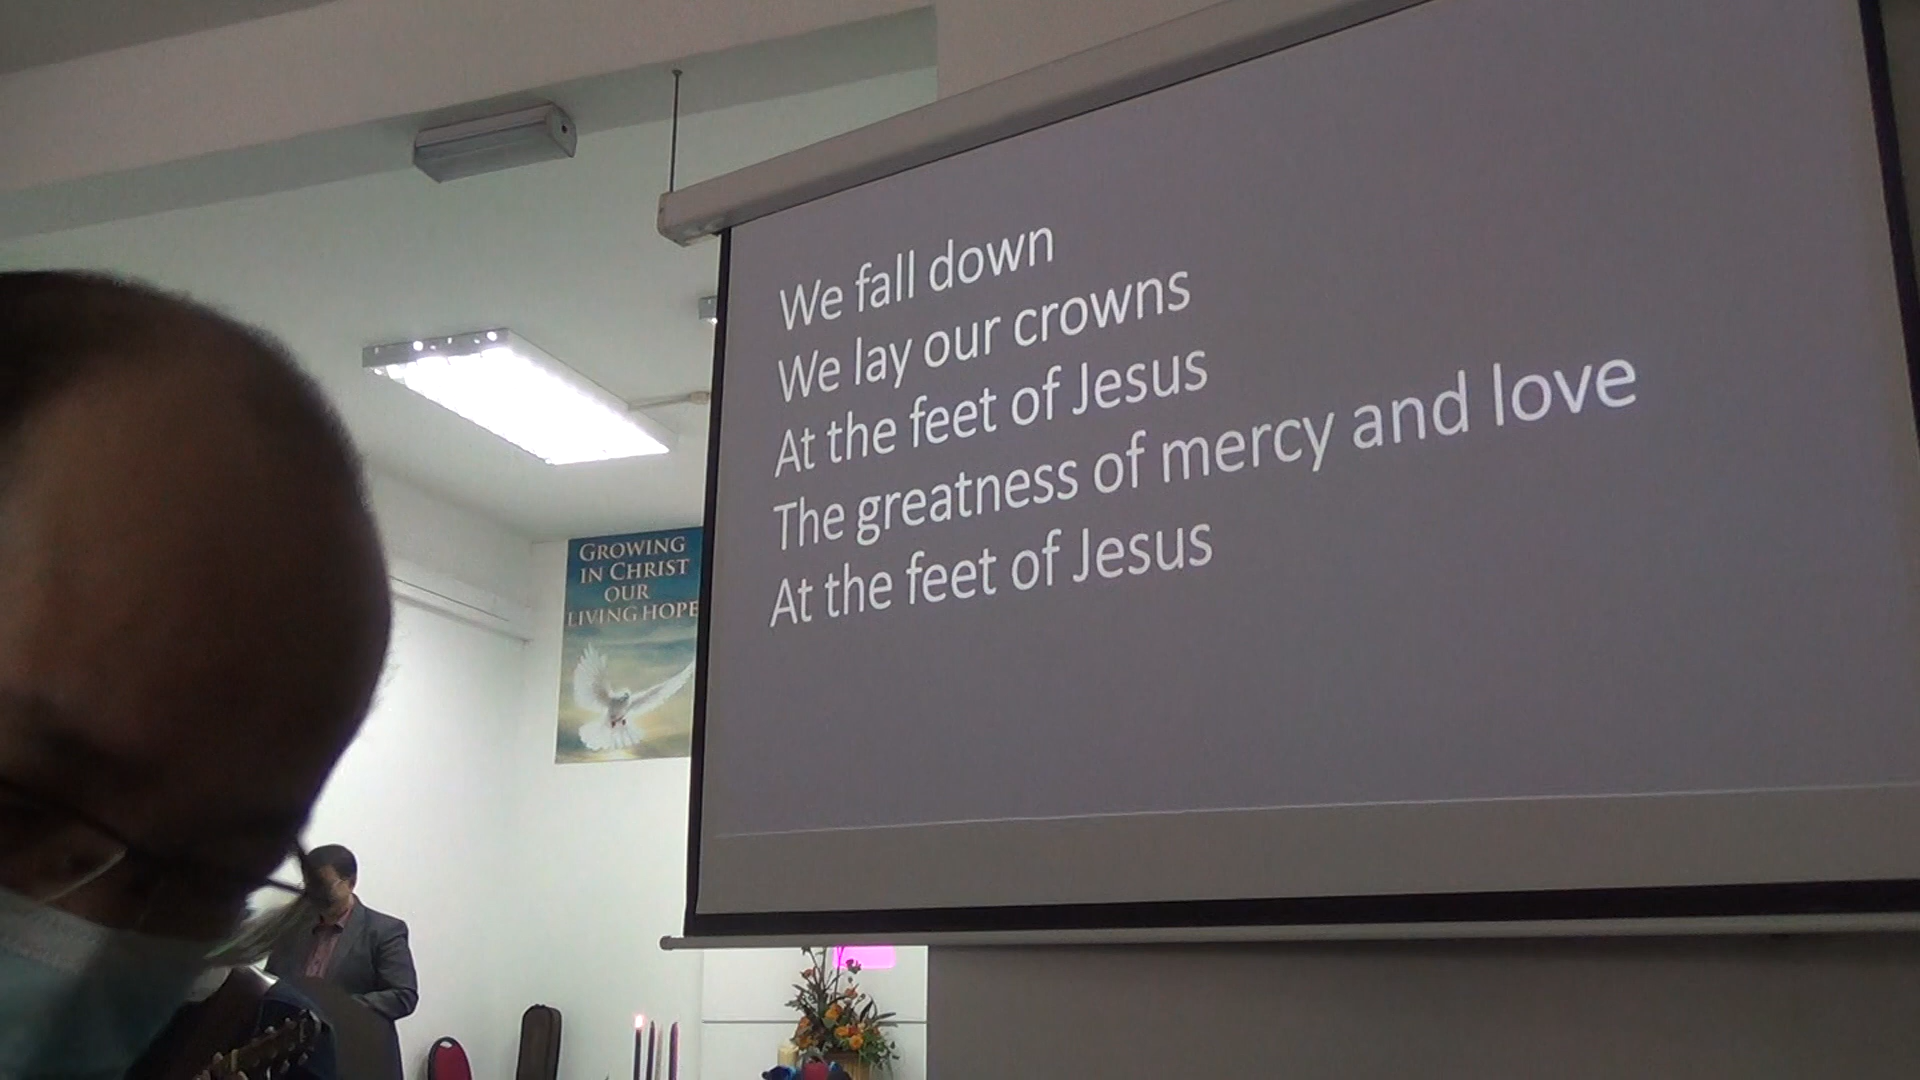 We fall down
We lay our crowns
At the feet of Jesus
The greatness of mercy and love
At the feet of Jesus
GROWING
IN CHRIST
OUR
LIVING HOPE